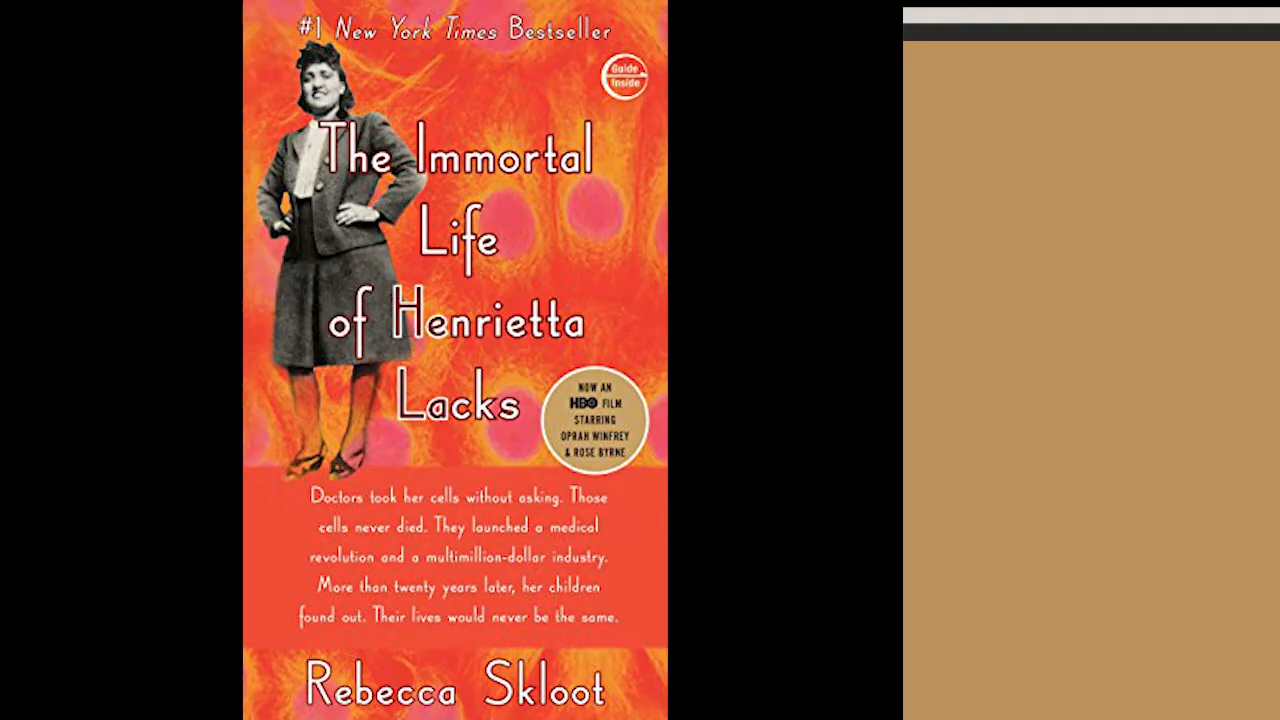 #1 New York Times Bestseller
Guide
Inside
The Immortal
Life
of Henrietta
Lacks
NOW AN
HBO FILM
STARRING
OPRAH WINFREY
& ROSE BYRNE
Doctors took her cells without asking. Those
cells never died. They launched a medical
revolution and a multimillion-dollar industry.
More than twenty years later, her children
found out. Their lives would never be the same.
Rebecca Skloot